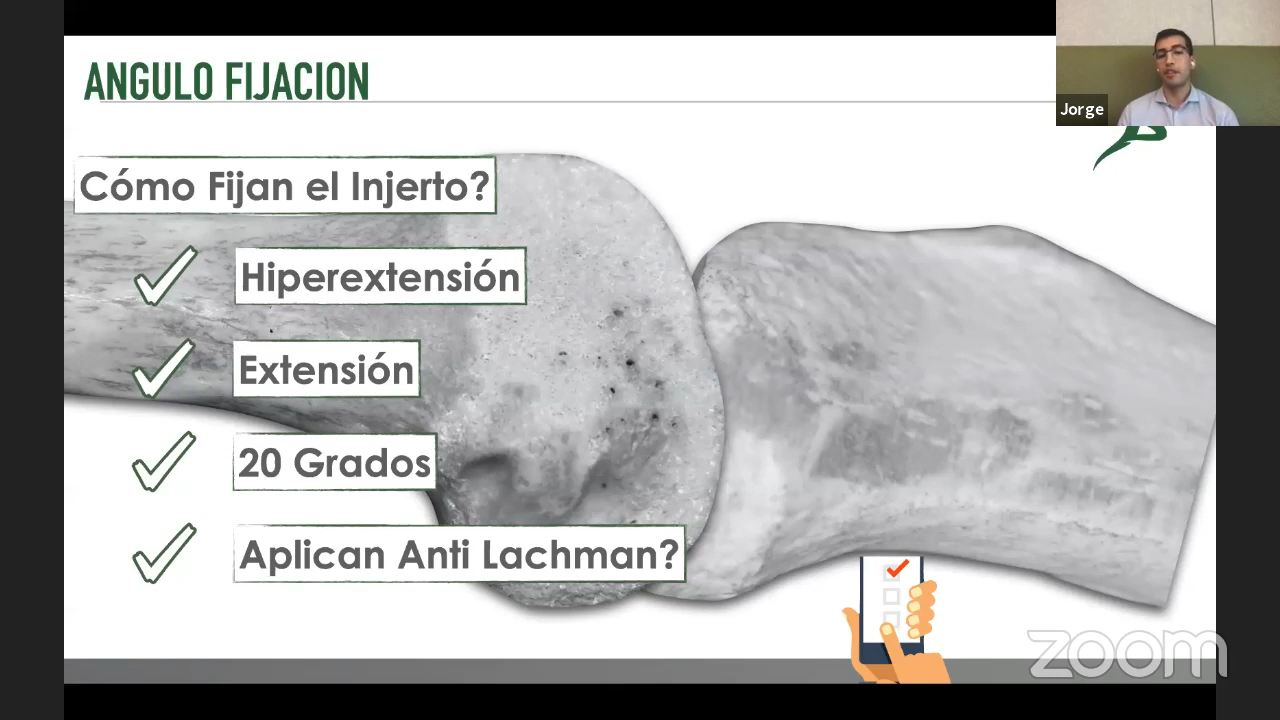 ANGULO FIJACION
Jorge
Cómo Fijan el Injerto?
Hiperextensión
Extensión
20 Grados
Aplican Anti Lachman?
zoom